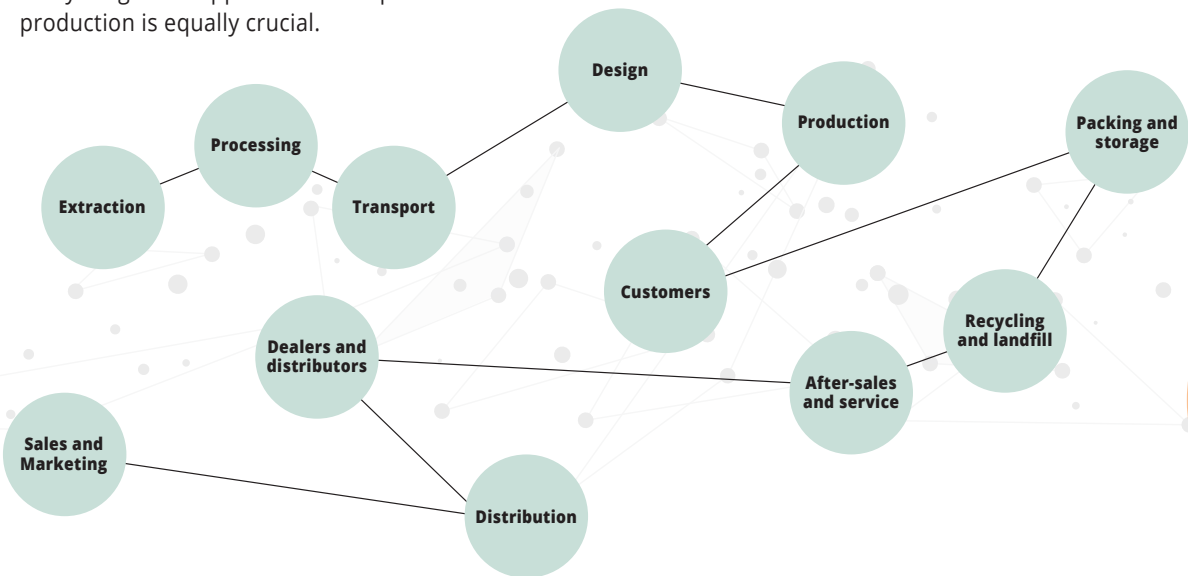 production is equally crucial.
Design
Production
Packing and
storage
Processing
Extraction
Transport
Customers
Recycling
and landfill
Dealers and
distributors
After-sales
and service
Sales and
Marketing
Distribution